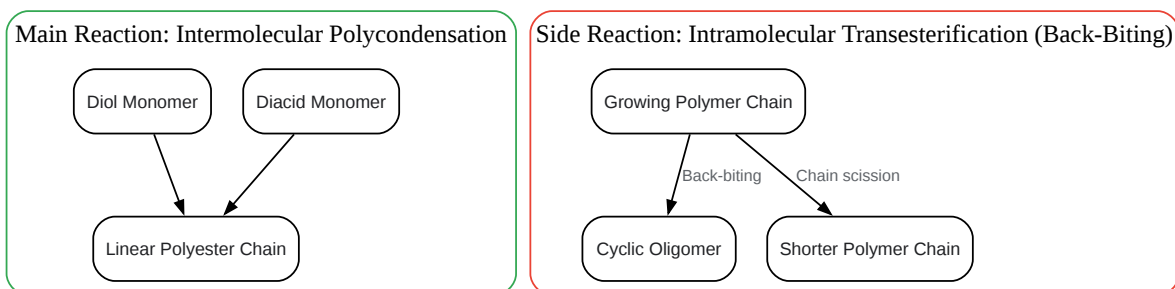 Main Reaction: Intermolecular Polycondensation
Diol Monomer
Diacid Monomer
Linear Polyester Chain
Side Reaction: Intramolecular Transesterification (Back-Biting)
Growing Polymer Chain
Back-biting
Chain scission
Cyclic Oligomer
Shorter Polymer Chain